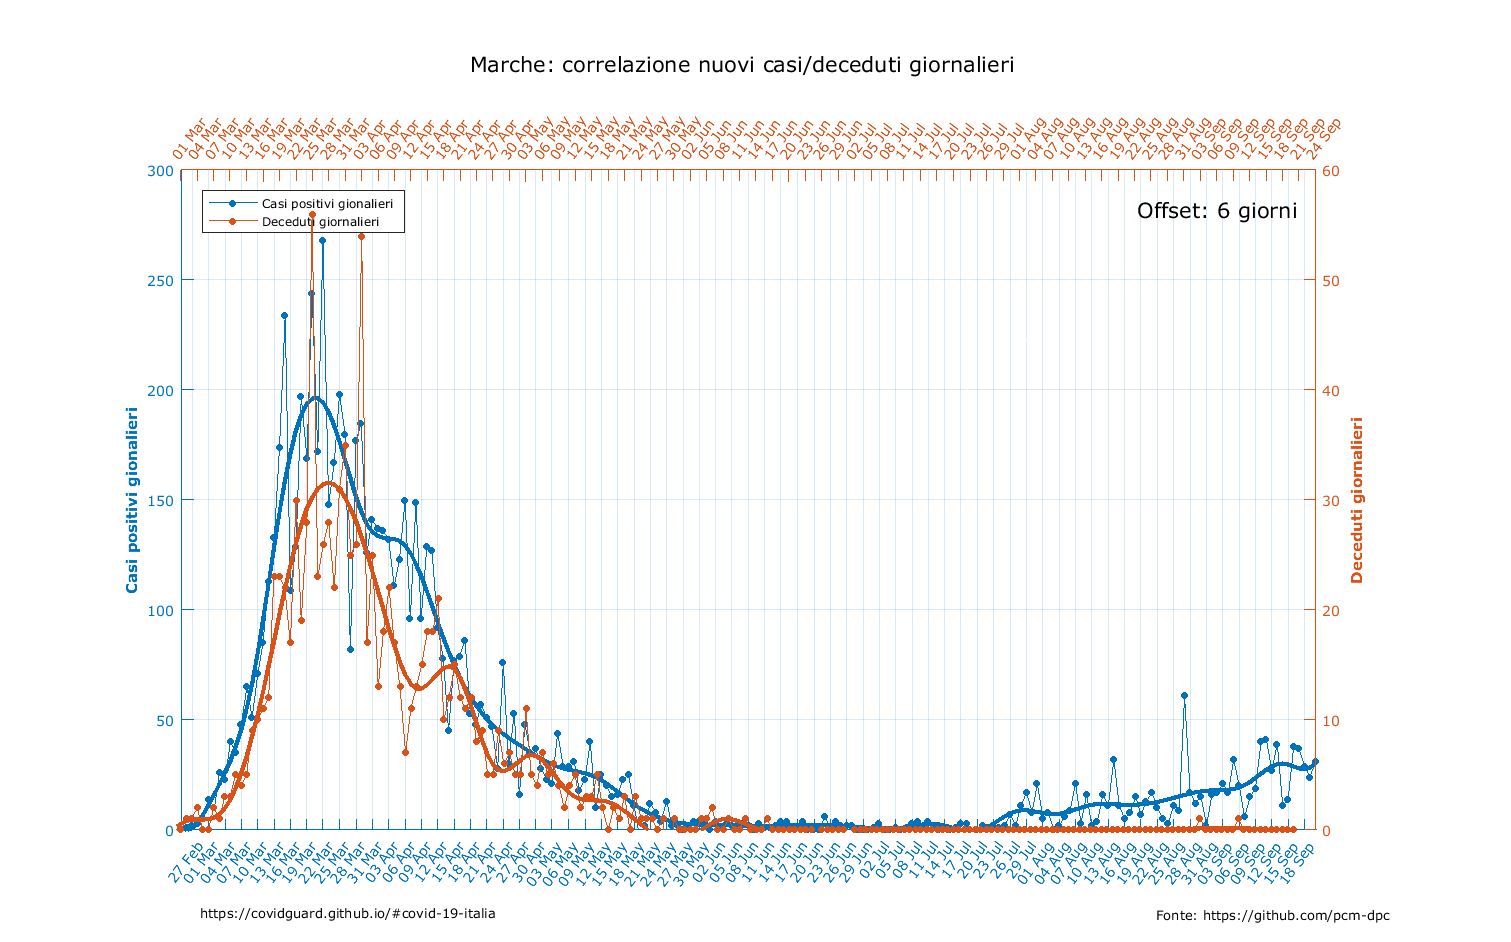 Marche: correlazione nuovi casi/deceduti giornalieri
01 Mar 04 Mar 07 Mar 10 Mar 13 Mar 16 Mar 19 Mar 22 Mar 25 Mar 28 Mar 31 Mar 03 Apr 06 Apr 09 Apr 12 Apr 15 Apr 18 Apr 21 Apr 24 Apr 27 Apr 30 Apr 03 May 06 May 09 May 12 May 15 May 18 May 21 May 24 May 27 May 30 May 02 Jun 05 Jun 08 Jun 11 Jun 14 Jun 17 Jun 20 Jun 23 Jun 26 Jun 29 Jun 02 Jul 05 Jul 08 Jul 11 Jul 14 Jul 17 Jul 20 Jul 23 Jul 26 Jul 29 Jul 01 Aug 04 Aug 07 Aug 10 Aug 13 Aug 16 Aug 19 Aug 22 Aug 25 Aug 28 Aug 31 Aug 03 Sep 06 Sep 09 Sep 12 Sep 15 Sep 18 Sep 21 Sep 24 Sep
300 60
Casi positivi gionalieri
Deceduti giornalieri
Offset: 6 giorni
250 50
200 40
150 30
100 20
50 10
0 0
Casi positivi gionalieri
Deceduti giornalieri
27 Feb 01 Mar 04 Mar 07 Mar 10 Mar 13 Mar 16 Mar 19 Mar 22 Mar 25 Mar 28 Mar 31 Mar 03 Apr 06 Apr 09 Apr 12 Apr 15 Apr 18 Apr 21 Apr 24 Apr 27 Apr 30 Apr 03 May 06 May 09 May 12 May 15 May 18 May 21 May 24 May 27 May 30 May 02 Jun 05 Jun 08 Jun 11 Jun 14 Jun 17 Jun 20 Jun 23 Jun 26 Jun 29 Jun 02 Jul 05 Jul 08 Jul 11 Jul 14 Jul 17 Jul 20 Jul 23 Jul 26 Jul 29 Jul 01 Aug 04 Aug 07 Aug 10 Aug 13 Aug 16 Aug 19 Aug 22 Aug 25 Aug 28 Aug 31 Aug 03 Sep 06 Sep 09 Sep 12 Sep 15 Sep 18 Sep
https://covidguard.github.io/#covid-19-italia
Fonte: https://github.com/pcm-dpc